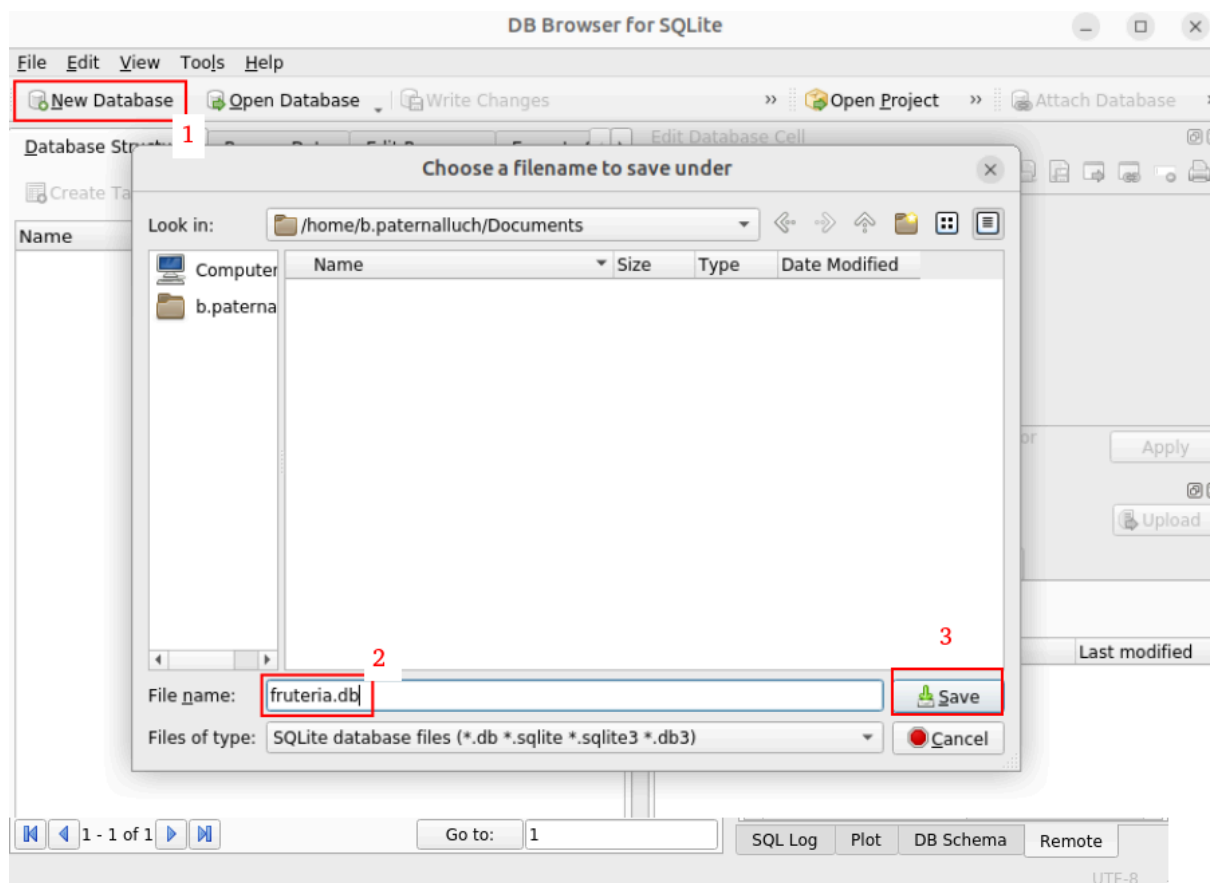 DB Browser for SQLite
File Edit View Tools Help
New Database Open Database Write Changes » Open Project » Attach Database
1
Database Edit Database Cell
Choose a filename to save under
Create
Look in: /home/b.paternalluch/Documents
Name
Name Size Type Date Modified
Computer
b.paterna
Apply
Upload
2
3
Last modified
File name: fruteria.db Save
Files of type: SQLite database files (*.db *.sqlite *.sqlite3 *.db3) Cancel
1 - 1 of 1 Go to: 1
SQL Log Plot DB Schema Remote
UTF-8